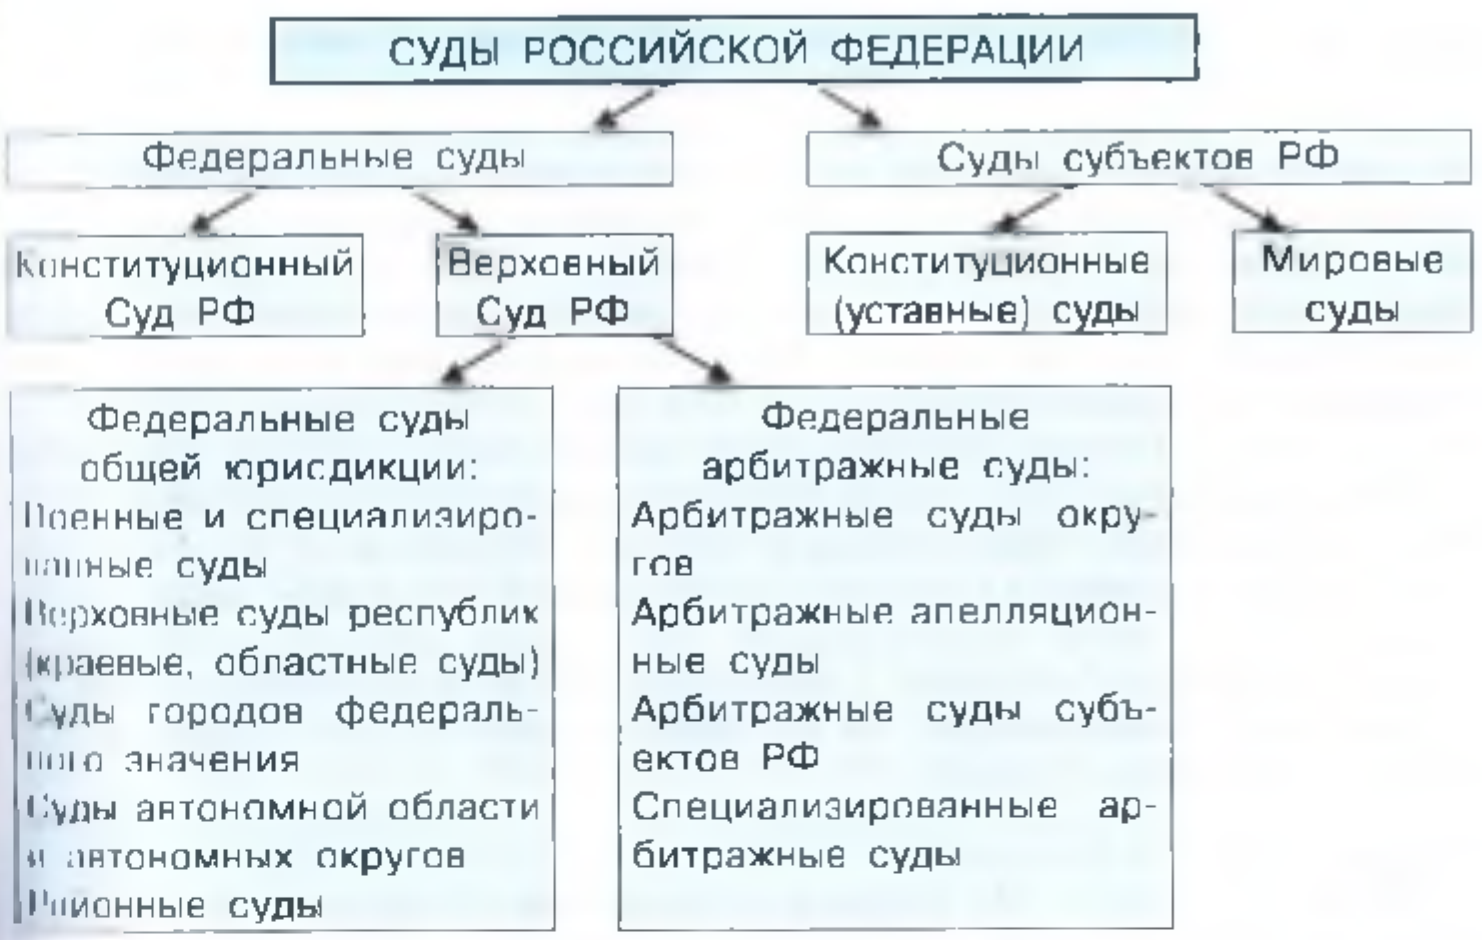 СУДЫ РОССИЙСКОЙ ФЕДЕРАЦИИ
Федеральные суды
Суды субъектов РФ
Конституционный
Суд РФ
Верховный
Суд РФ
Конституционные
(уставные) суды
Мировые
суды
Федеральные суды
общей юрисдикции:
Военные и специализиро-
ванные суды
Верховные суды республик
(краевые, областные суды)
Суды городов федераль-
ного значения
Суды автономной области
и автономных округов
Районные суды
Федеральные
арбитражные суды:
Арбитражные суды окру-
гов
Арбитражные апелляцион-
ные суды
Арбитражные суды субъ-
ектов РФ
Специализированные ар-
битражные суды